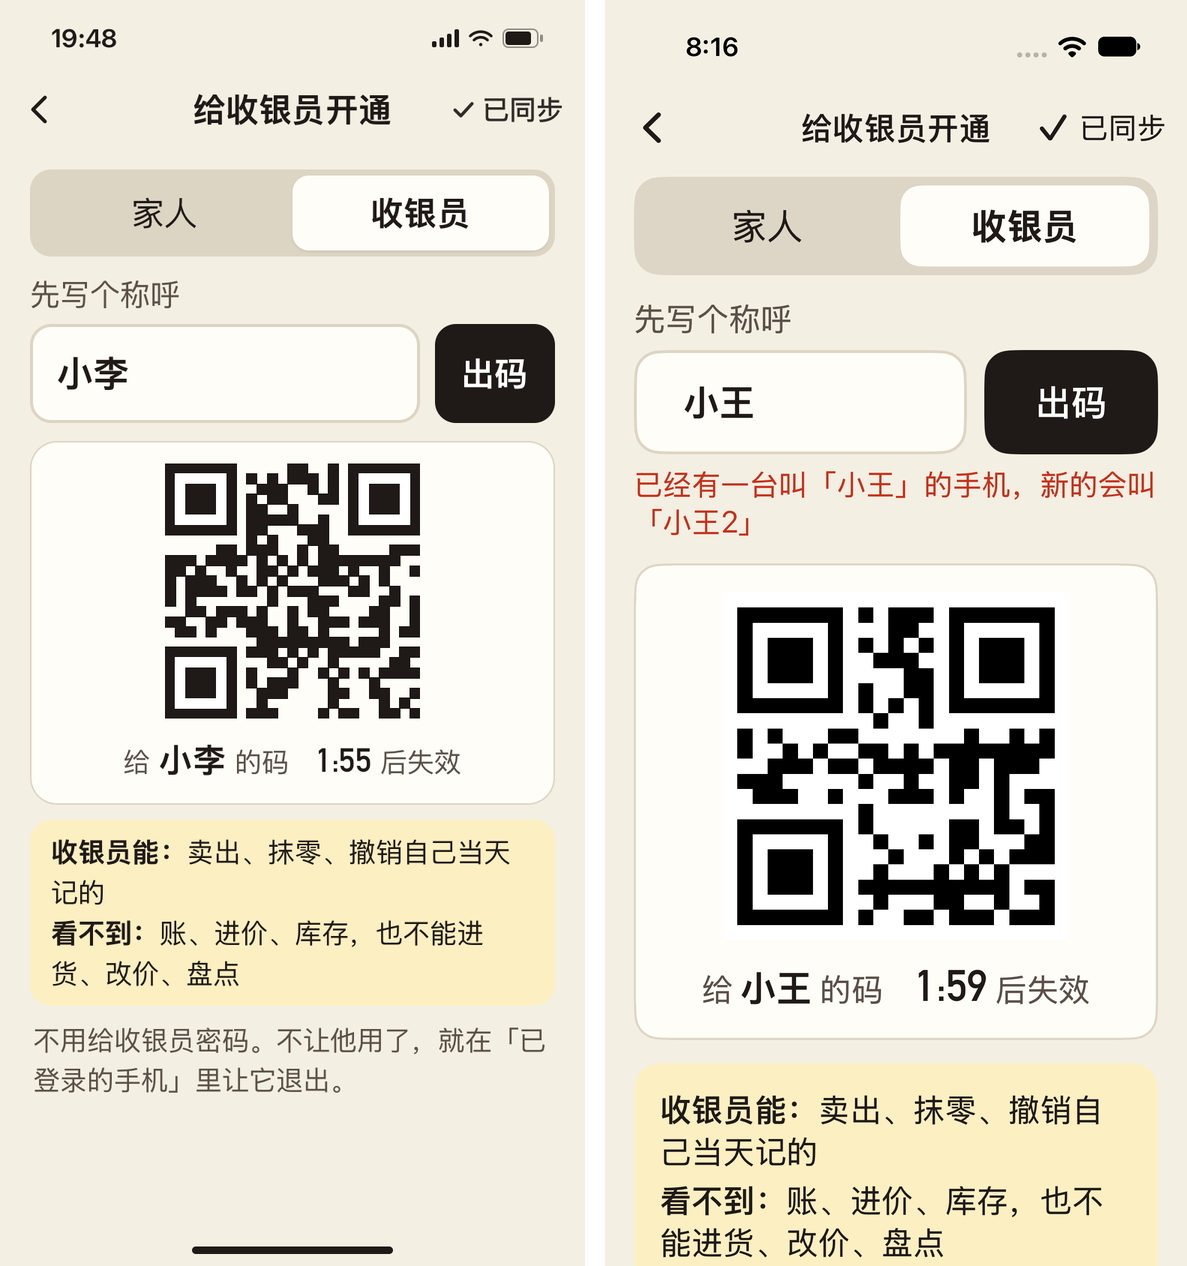 19:48
给收银员开通
已同步
家人
收银员
先写个称呼
小李
出码
给 小李 的码 1:55 后失效
收银员能：卖出、抹零、撤销自己当天
记的
看不到：账、进价、库存，也不能进
货、改价、盘点
不用给收银员密码。不让他用了，就在「已
登录的手机」里让它退出。
8:16
给收银员开通
已同步
家人
收银员
先写个称呼
小王
出码
已经有一台叫「小王」的手机，新的会叫
「小王2」
给 小王 的码 1:59 后失效
收银员能：卖出、抹零、撤销自
己当天记的
看不到：账、进价、库存，也不
能进货、改价、盘点